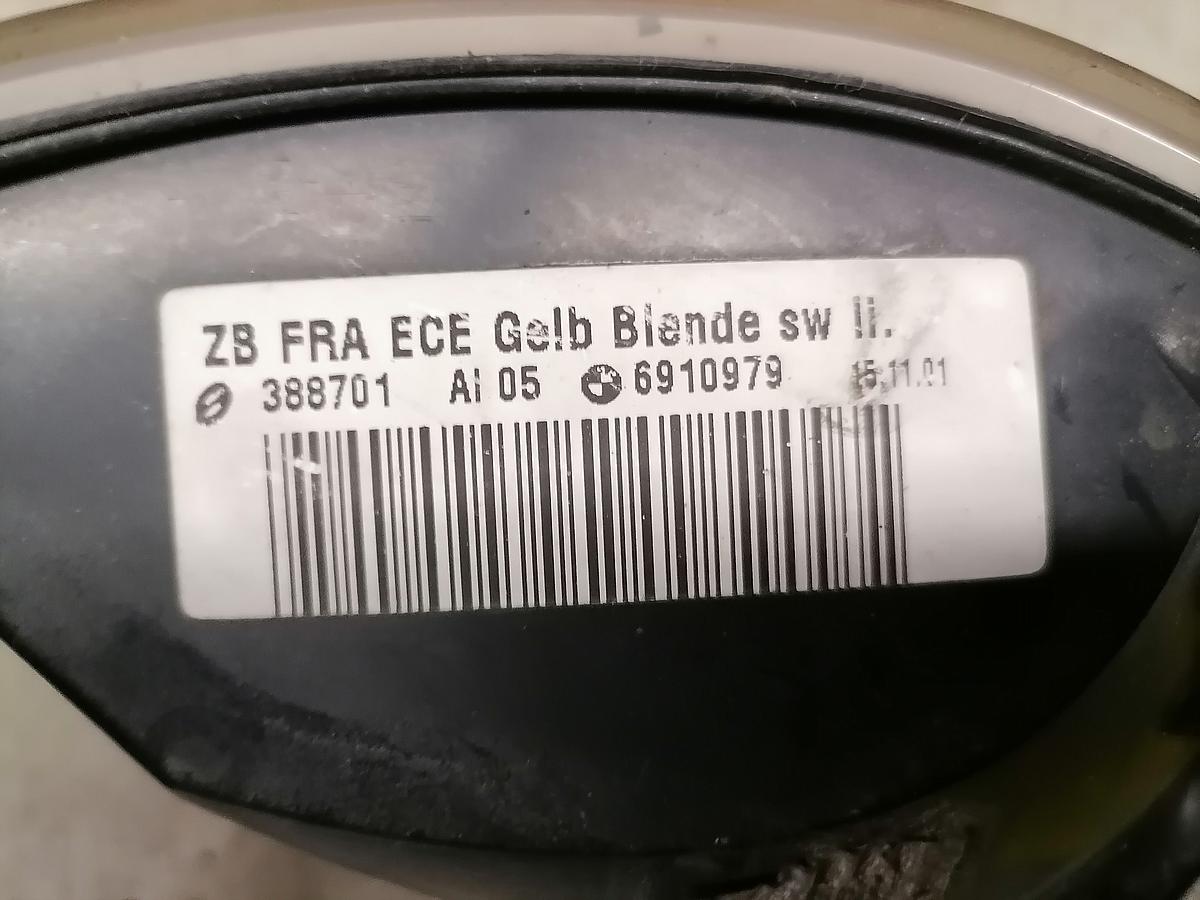 ZB FRA ECE Gelb Blende sw li.
388701 AI 05 6910979 15.11.01